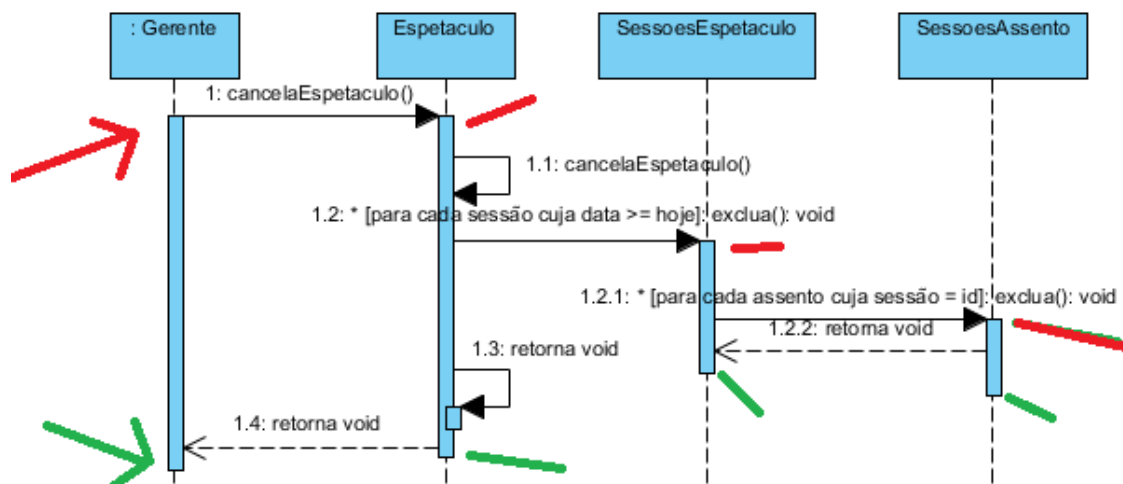 : Gerente
Espetaculo
SessoesEspetaculo
SessoesAssento
1: cancelaEspetaculo()
1.1: cancelaEspetaculo()
1.2: * [para cada sessão cuja data >= hoje]: exclua(): void
1.2.1: * [para cada assento cuja sessão = id]: exclua(): void
1.2.2: retorna void
1.3: retorna void
1.4: retorna void